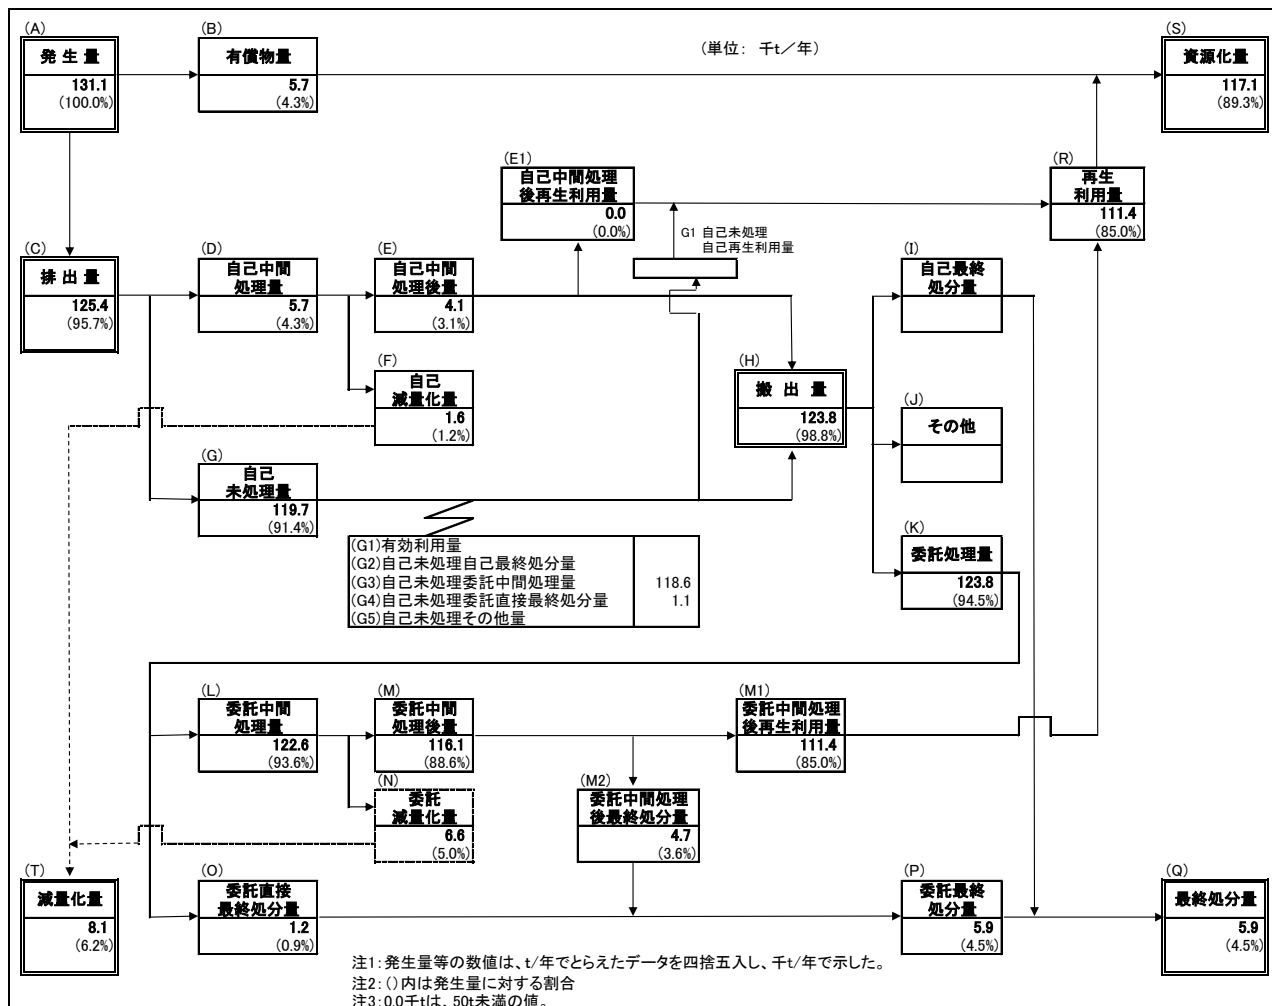 (A)
発 生 量
131.1
(100.0%)
(B)
有償物量
5.7
(4.3%)
(単位： 千t／年)
(S)
資源化量
117.1
(89.3%)
(E1)
自己中間処理
後再生利用量
0.0
(0.0%)
(R)
再生
利用量
111.4
(85.0%)
G1 自己未処理
自己再生利用量
(C)
排 出 量
125.4
(95.7%)
(D)
自己中間
処理量
5.7
(4.3%)
(E)
自己中間
処理後量
4.1
(3.1%)
(I)
自己最終
処分量
(F)
自己
減量化量
1.6
(1.2%)
(H)
搬 出 量
123.8
(98.8%)
(J)
その他
(G)
自己
未処理量
119.7
(91.4%)
(G1)有効利用量
(G2)自己未処理自己最終処分量
(G3)自己未処理委託中間処理量 118.6
(G4)自己未処理委託直接最終処分量 1.1
(G5)自己未処理その他量
(K)
委託処理量
123.8
(94.5%)
(L)
委託中間
処理量
122.6
(93.6%)
(M)
委託中間
処理後量
116.1
(88.6%)
(M1)
委託中間処理
後再生利用量
111.4
(85.0%)
(N)
委託
減量化量
6.6
(5.0%)
(M2)
委託中間処理
後最終処分量
4.7
(3.6%)
(T)
減量化量
8.1
(6.2%)
(O)
委託直接
最終処分量
1.2
(0.9%)
(P)
委託最終
処分量
5.9
(4.5%)
(Q)
最終処分量
5.9
(4.5%)
注1：発生量等の数値は、t/年でとらえたデータを四捨五入し、千t/年で示した。
注2：()内は発生量に対する割合
注3：0.0千tは、50t未満の値。